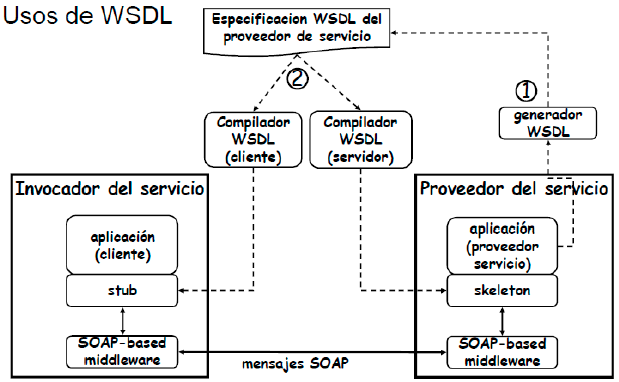 Usos de WSDL
Especificacion WSDL del
proveedor de servicio
②
①
generador
WSDL
Compilador
WSDL
(cliente)
Compilador
WSDL
(servidor)
Invocador del servicio
aplicación
(cliente)
stub
SOAP-based
middleware
mensajes SOAP
Proveedor del servicio
aplicación
(proveedor
servicio)
skeleton
SOAP-based
middleware